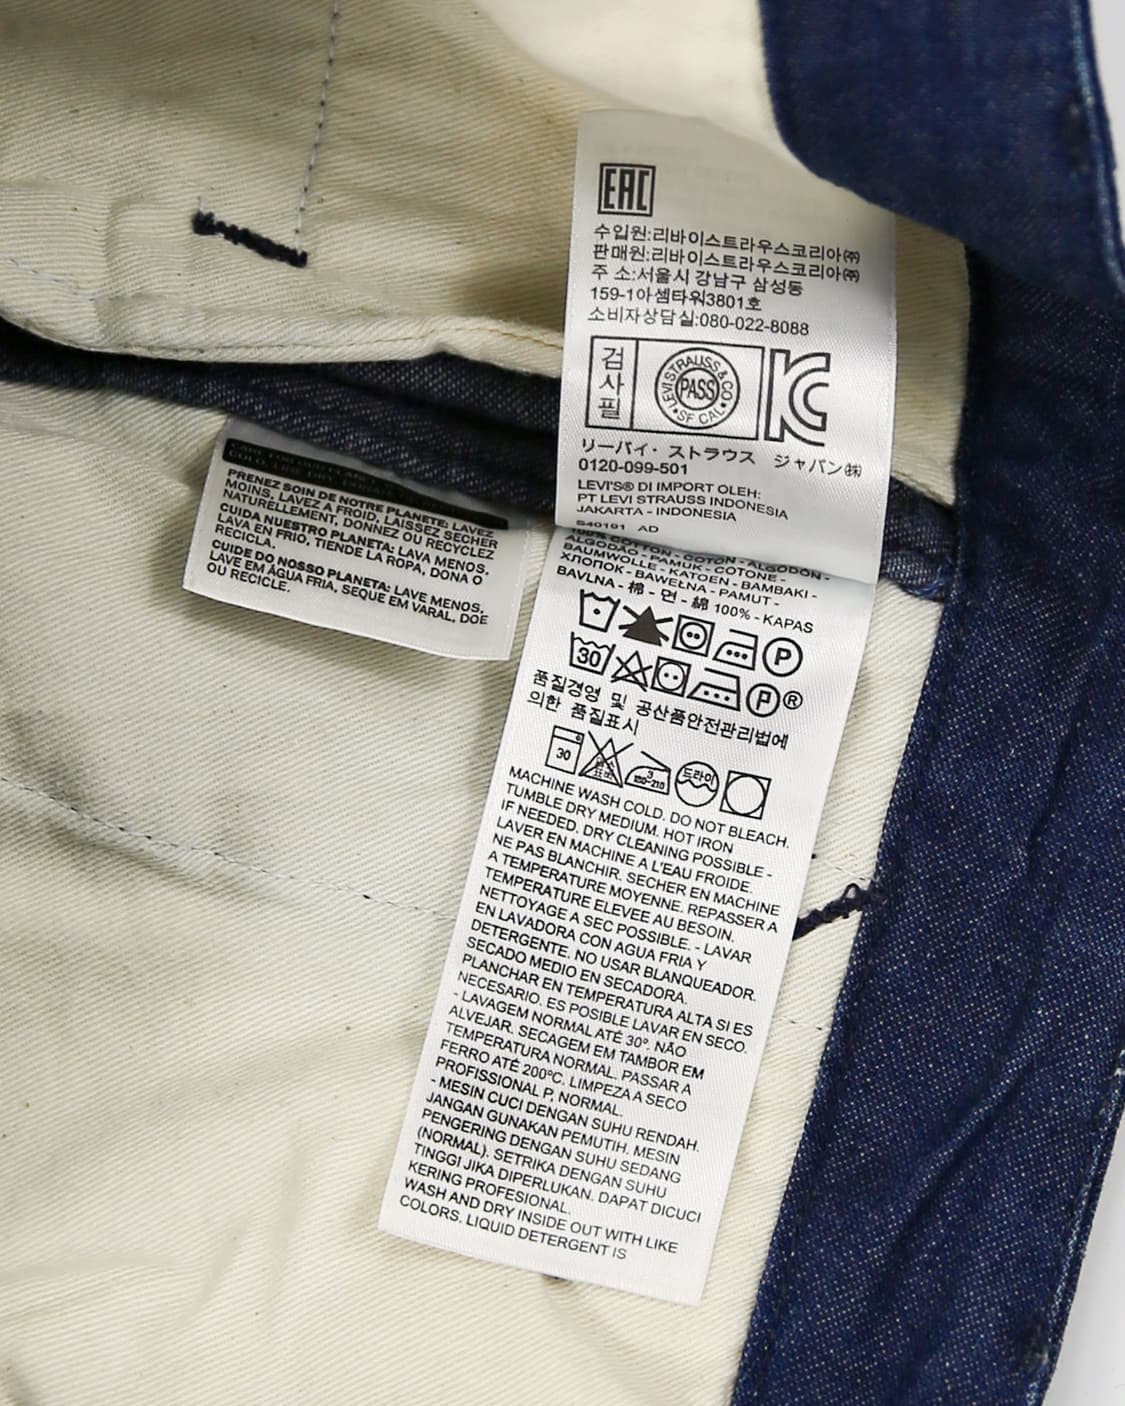 EAC
수입원:리바이스트라우스코리아㈜
판매원:리바이스트라우스코리아㈜
주 소:서울시 강남구 삼성동
159-1아셈타워3801호
소비자상담실:080-022-8088
검사필
LEVI STRAUSS & CO
PASS
SF CAL
KC
リーバイ・ストラウス ジャパン㈱
0120-099-501
LEVI'S® DI IMPORT OLEH:
PT LEVI STRAUSS INDONESIA
JAKARTA - INDONESIA
S40191 AD
100% COTTON - COTON - ALGODÓN -
ALGODÃO - PAMUK - COTONE -
BAUMWOLLE - KATOEN - BAMBAKI -
ХЛОПОК - BAWEŁNA - PAMUT -
BAVLNA - 棉 - 면 - 綿 100% - KAPAS
P
30 P ®
품질경영 및 공산품안전관리법에
의한 품질표시
30 3 180~210 드라이
MACHINE WASH COLD. DO NOT BLEACH.
TUMBLE DRY MEDIUM. HOT IRON
IF NEEDED. DRY CLEANING POSSIBLE -
LAVER EN MACHINE A L'EAU FROIDE.
NE PAS BLANCHIR. SECHER EN MACHINE
A TEMPERATURE MOYENNE. REPASSER A
TEMPERATURE ELEVEE AU BESOIN.
NETTOYAGE A SEC POSSIBLE. - LAVAR
EN LAVADORA CON AGUA FRIA Y
DETERGENTE. NO USAR BLANQUEADOR.
SECADO MEDIO EN SECADORA.
PLANCHAR EN TEMPERATURA ALTA SI ES
NECESARIO. ES POSIBLE LAVAR EN SECO.
- LAVAGEM NORMAL ATÉ 30°. NÃO
ALVEJAR. SECAGEM EM TAMBOR EM
TEMPERATURA NORMAL. PASSAR A
FERRO ATÉ 200ºC. LIMPEZA A SECO
PROFISSIONAL P, NORMAL.
- MESIN CUCI DENGAN SUHU RENDAH.
JANGAN GUNAKAN PEMUTIH. MESIN
PENGERING DENGAN SUHU SEDANG
(NORMAL). SETRIKA DENGAN SUHU
TINGGI JIKA DIPERLUKAN. DAPAT DICUCI
KERING PROFESIONAL.
WASH AND DRY INSIDE OUT WITH LIKE
COLORS. LIQUID DETERGENT IS
PRENEZ SOIN DE NOTRE PLANETE: LAVEZ
MOINS, LAVEZ A FROID, LAISSEZ SECHER
NATURELLEMENT, DONNEZ OU RECYCLEZ
CUIDA NUESTRO PLANETA: LAVA MENOS,
LAVA EN FRIO, TIENDE LA ROPA, DONA O
RECICLA.
CUIDE DO NOSSO PLANETA: LAVE MENOS,
LAVE EM ÁGUA FRIA, SEQUE EM VARAL, DOE
OU RECICLE.